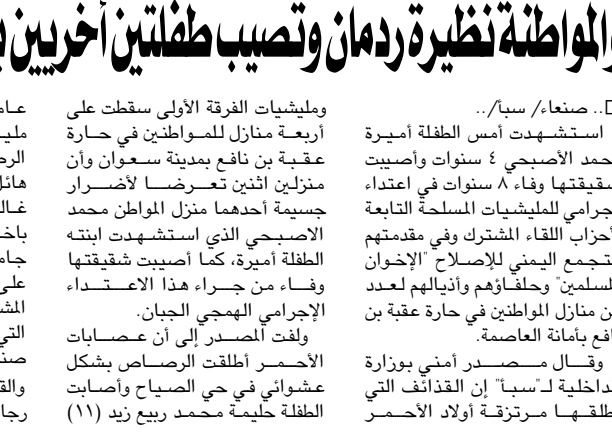 والمواطنة نظيرة ردمان وتصيب طفلتين أخريين
.. صنعاء/ سبأ/..
استشهدت أمس الطفلة أميرة
محمد الأصبحي ٤ سنوات وأصيبت
شقيقتها وفاء ٨ سنوات في اعتداء
إجرامي للمليشيات المسلحة التابعة
لأحزاب اللقاء المشترك وفي مقدمتهم
التجمع اليمني للإصلاح "الإخوان
المسلمين" وحلفاؤهم وأذيالهم لعدد
من منازل المواطنين في حارة عقبة بن
نافع بأمانة العاصمة.
وقال مصدر أمني بوزارة
الداخلية لـ"سبأ" إن القذائف التي
أطلقها مرتزقة أولاد الأحمر
ومليشيات الفرقة الأولى سقطت على
أربعة منازل للمواطنين في حارة
عقبة بن نافع بمدينة سعوان وأن
منزلين اثنين تعرضا لأضرار
جسيمة أحدهما منزل المواطن محمد
الاصبحي الذي استشهدت ابنته
الطفلة أميرة، كما أصيبت شقيقتها
وفاء من جراء هذا الاعتداء
الإجرامي الهمجي الجبان.
ولفت المصدر إلى أن عصابات
الأحمر أطلقت الرصاص بشكل
عشوائي في حي الصياح وأصابت
الطفلة حليمة محمد ربيع زيد (١١)
على
التي